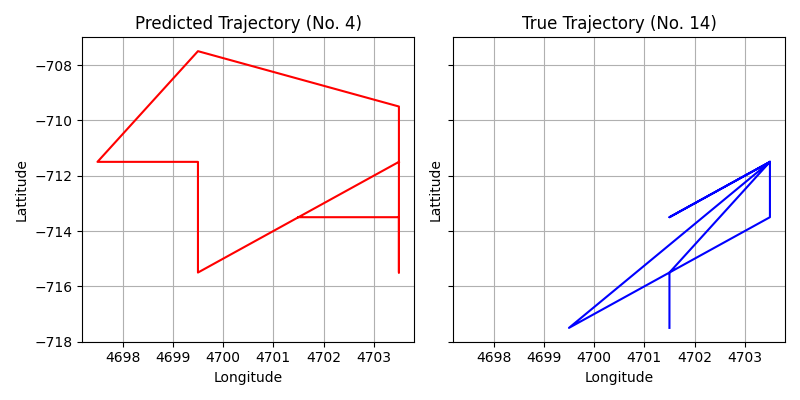 Predicted Trajectory (No. 4)
True Trajectory (No. 14)
Lattitude
−708
−710
−712
−714
−716
−718
4698 4699 4700 4701 4702 4703
Longitude
Lattitude
4698 4699 4700 4701 4702 4703
Longitude